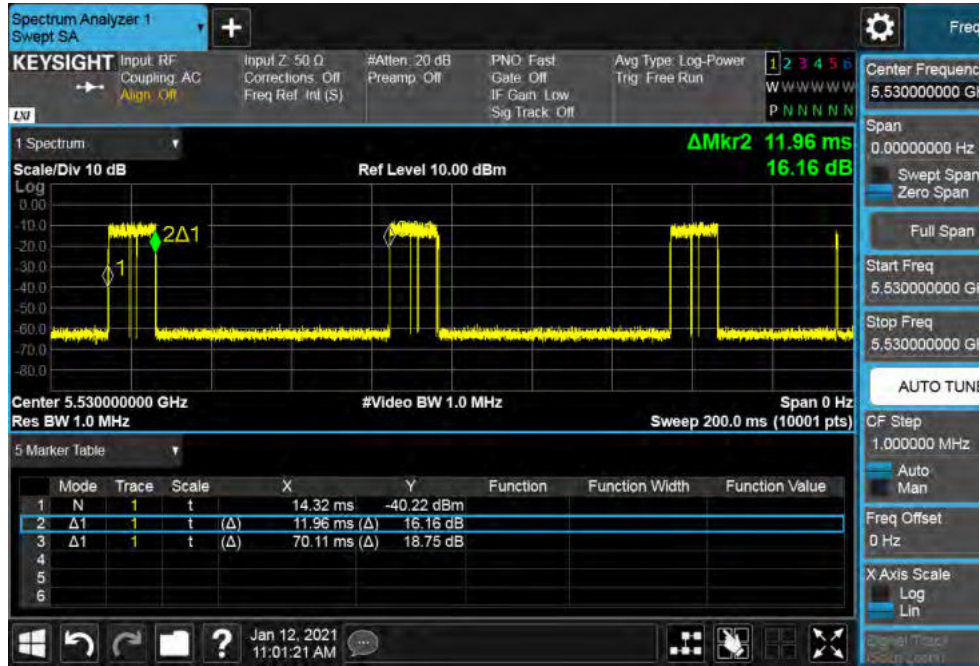 Spectrum Analyzer 1
Swept SA
+
Freq
KEYSIGHT
Input: RF
Coupling: AC
Align: Off
Input Z: 50 Ω
Corrections: Off
Freq Ref: Int (S)
#Atten: 20 dB
Preamp: Off
PNO: Fast
Gate: Off
IF Gain: Low
Sig Track: Off
Avg Type: Log-Power
Trig: Free Run
1 2 3 4 5 6
W W W W W W
P N N N N N
LXI
Center Frequenc
5.530000000 G
Span
0.00000000 Hz
Swept Span
Zero Span
Full Span
Start Freq
5.530000000 G
Stop Freq
5.530000000 G
AUTO TUNE
CF Step
1.000000 MHz
Auto
Man
Freq Offset
0 Hz
X Axis Scale
Log
Lin
1 Spectrum
ΔMkr2 11.96 ms
16.16 dB
Scale/Div 10 dB
Ref Level 10.00 dBm
Log
0.00
-10.0
-20.0
-30.0
-40.0
-50.0
-60.0
-70.0
-80.0
2Δ1
1
Center 5.530000000 GHz
#Video BW 1.0 MHz
Span 0 Hz
Res BW 1.0 MHz
Sweep 200.0 ms (10001 pts)
5 Marker Table
Mode Trace Scale X Y Function Function Width Function Value
1 N 1 t 14.32 ms -40.22 dBm
2 Δ1 1 t (Δ) 11.96 ms (Δ) 16.16 dB
3 Δ1 1 t (Δ) 70.11 ms (Δ) 18.75 dB
4
5
6
?
Jan 12, 2021
11:01:21 AM